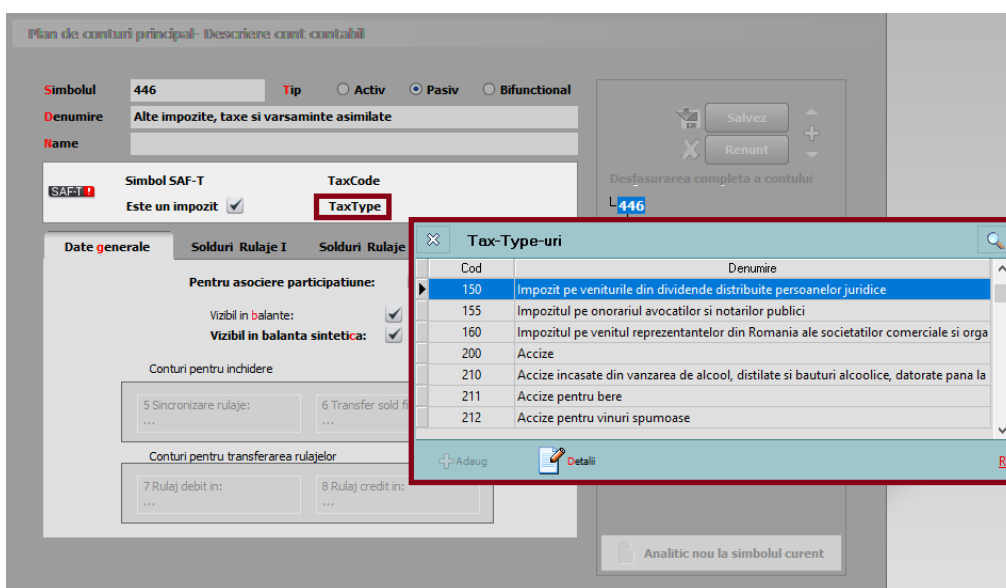 Plan de conturi principal- Descriere cont contabil
Simbolul 446 Tip Activ Pasiv Bifunctional
Denumire Alte impozite, taxe si varsaminte asimilate
Name
Salvez
Renunt
Desfasurarea completa a contului
446
SAF-T !
Simbol SAF-T TaxCode
Este un impozit TaxType
Date generale Solduri Rulaje I Solduri Rulaje
Pentru asociere participatiune:
Vizibil in balante:
Vizibil in balanta sintetica:
Conturi pentru inchidere
5 Sincronizare rulaje: 6 Transfer sold fi
... ...
Conturi pentru transferarea rulajelor
7 Rulaj debit in: 8 Rulaj credit in:
... ...
Tax-Type-uri
Cod Denumire
150 Impozit pe veniturile din dividende distribuite persoanelor juridice
155 Impozitul pe onorariul avocatilor si notarilor publici
160 Impozitul pe venitul reprezentantelor din Romania ale societatilor comerciale si orga
200 Accize
210 Accize incasate din vanzarea de alcool, distilate si bauturi alcoolice, datorate pana la
211 Accize pentru bere
212 Accize pentru vinuri spumoase
Adaug Detalii R
Analitic nou la simbolul curent